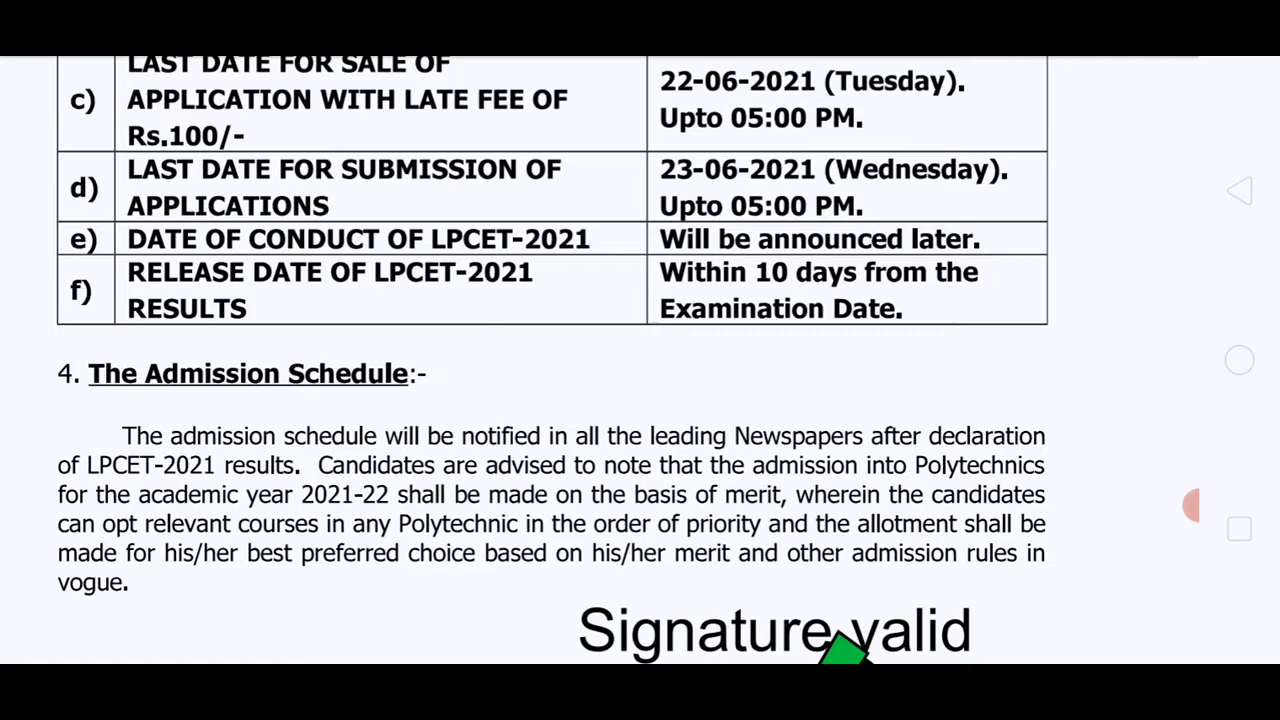 c)
LAST DATE FOR SALE OF
APPLICATION WITH LATE FEE OF
Rs.100/-
22-06-2021 (Tuesday).
Upto 05:00 PM.
d)
LAST DATE FOR SUBMISSION OF
APPLICATIONS
23-06-2021 (Wednesday).
Upto 05:00 PM.
e)
DATE OF CONDUCT OF LPCET-2021
Will be announced later.
f)
RELEASE DATE OF LPCET-2021
RESULTS
Within 10 days from the
Examination Date.
4. The Admission Schedule:-
The admission schedule will be notified in all the leading Newspapers after declaration
of LPCET-2021 results. Candidates are advised to note that the admission into Polytechnics
for the academic year 2021-22 shall be made on the basis of merit, wherein the candidates
can opt relevant courses in any Polytechnic in the order of priority and the allotment shall be
made for his/her best preferred choice based on his/her merit and other admission rules in
vogue.
Signature valid